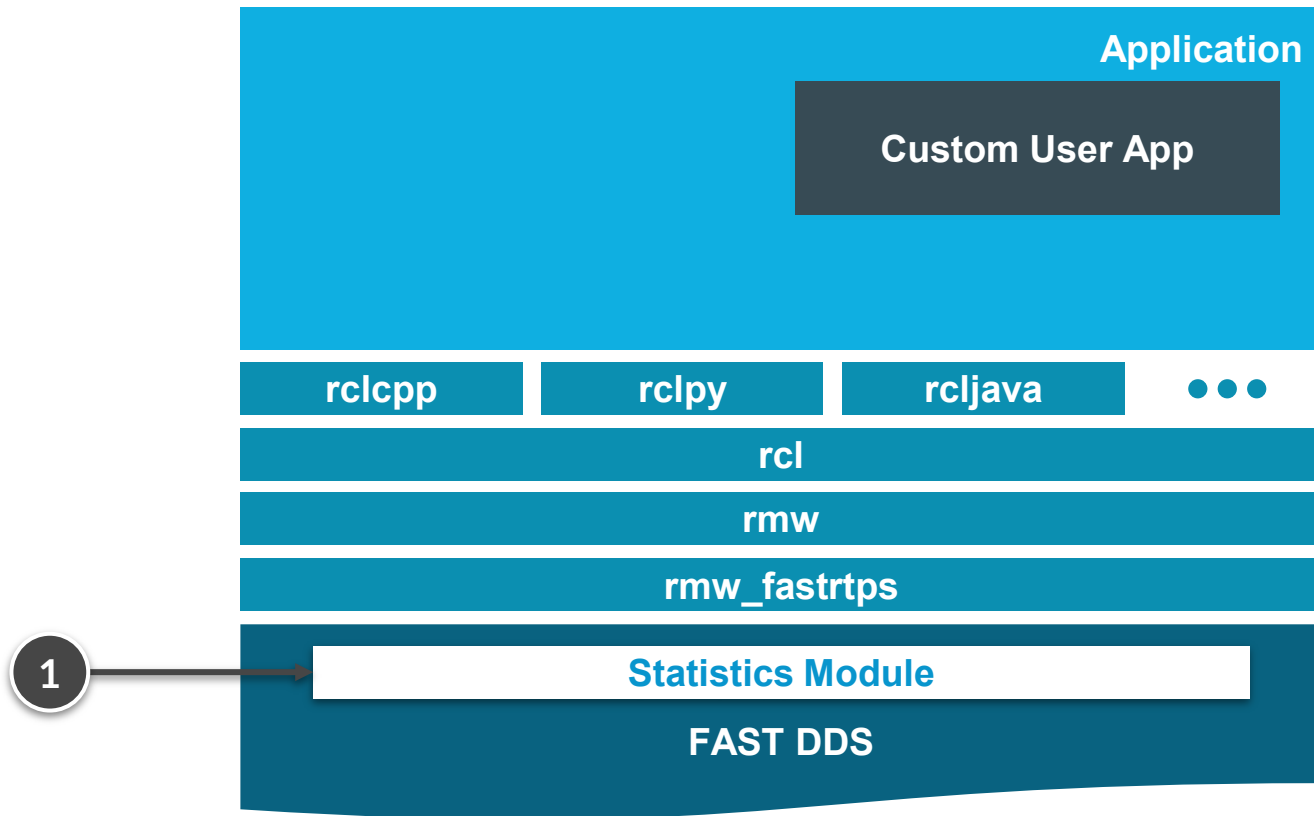 Application
Custom User App
rclcpp
rclpy
rcljava
rcl
rmw
rmw_fastrtps
1
Statistics Module
FAST DDS